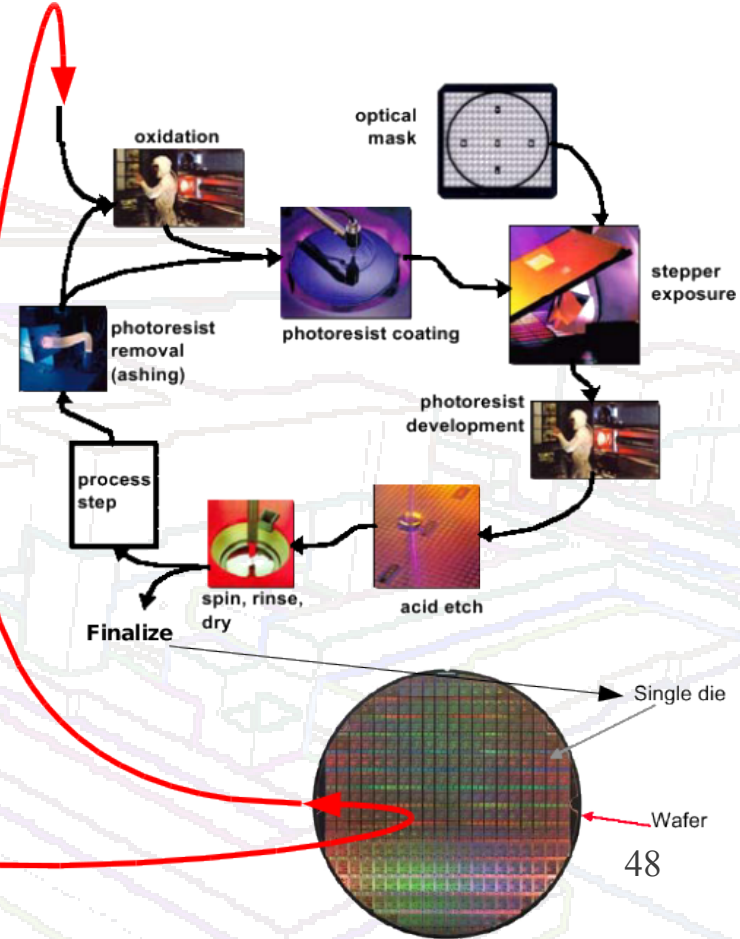 optical
mask
oxidation
stepper
exposure
photoresist coating
photoresist
removal
(ashing)
photoresist
development
process
step
spin, rinse,
dry
acid etch
Finalize
Single die
Wafer
48